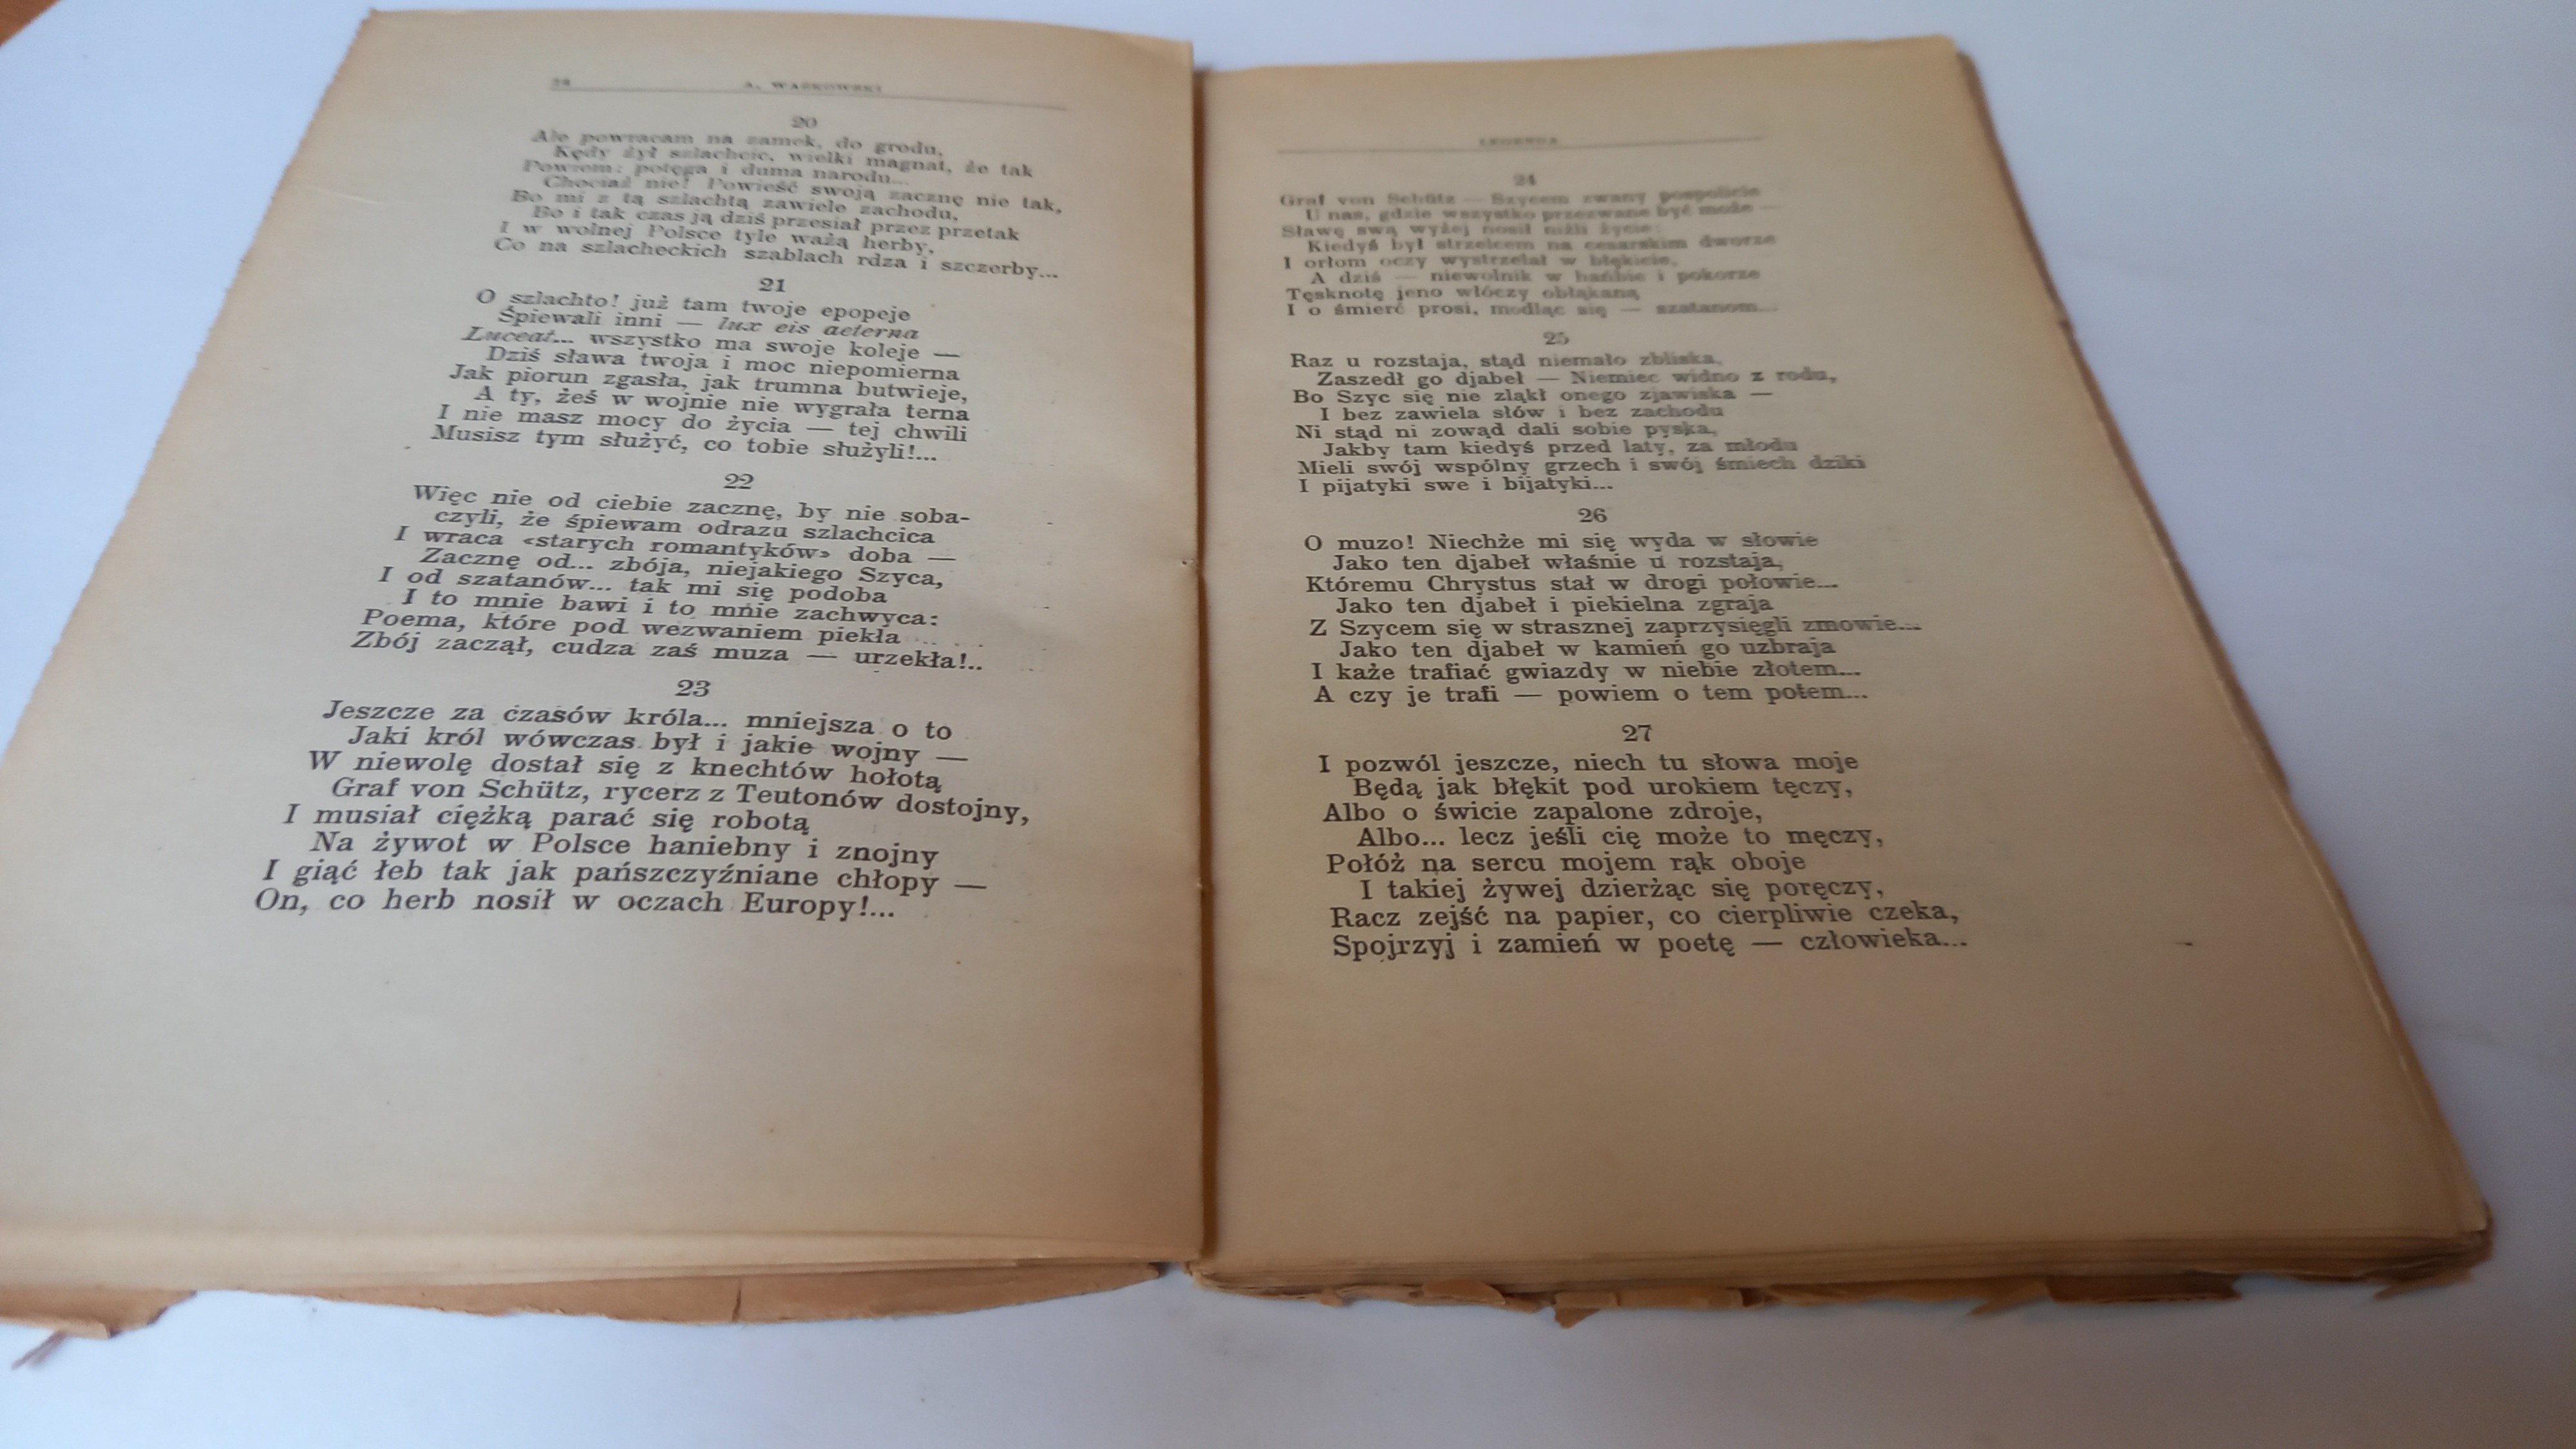 A. WAŚKOWSKI
20
Ale powracam na zamek, do grodu,
Kędy żył szlachcic, wielki magnat, że tak
Powiem: potęga i duma narodu...
Chociaż nie! Powieść swoją zacznę nie tak,
Bo mi z tą szlachtą zawiele zachodu,
Bo i tak czas ją dziś przesiał przez przetak
I w wolnej Polsce tyle ważą herby,
Co na szlacheckich szablach rdza i szczerby...
21
O szlachto! już tam twoje epopeje
Śpiewali inni — lux eis aeterna
Luceat... wszystko ma swoje koleje —
Dziś sława twoja i moc niepomierna
Jak piorun zgasła, jak trumna butwieje,
A ty, żeś w wojnie nie wygrała terna
I nie masz mocy do życia — tej chwili
Musisz tym służyć, co tobie służyli!...
22
Więc nie od ciebie zacznę, by nie soba-
czyli, że śpiewam odrazu szlachcica
I wraca «starych romantyków» doba —
Zacznę od... zbója, niejakiego Szyca,
I od szatanów... tak mi się podoba
I to mnie bawi i to mnie zachwyca:
Poema, które pod wezwaniem piekła
Zbój zaczął, cudza zaś muza — urzekła!..
23
Jeszcze za czasów króla... mniejsza o to
Jaki król wówczas był i jakie wojny —
W niewolę dostał się z knechtów hołotą
Graf von Schütz, rycerz z Teutonów dostojny,
I musiał ciężką parać się robotą
Na żywot w Polsce haniebny i znojny
I giąć łeb tak jak pańszczyźniane chłopy —
On, co herb nosił w oczach Europy!...
LEGENDA
24
Graf von Schütz — Szycem zwany pospolicie
U nas, gdzie wszystko przezwane być może —
Sławę swą wyżej nosił niźli życie:
Kiedyś był strzelcem na cesarskim dworze
I orłom oczy wystrzelał w błękicie,
A dziś — niewolnik w hańbie i pokorze
Tęsknotę jeno włóczy obłąkaną
I o śmierć prosi, modląc się — szatanom...
25
Raz u rozstaja, stąd niemało zbliska,
Zaszedł go djabeł — Niemiec widno z rodu,
Bo Szyc się nie zląkł onego zjawiska —
I bez zawiela słów i bez zachodu
Ni stąd ni zowąd dali sobie pyska,
Jakby tam kiedyś przed laty, za młodu
Mieli swój wspólny grzech i swój śmiech dziki
I pijatyki swe i bijatyki...
26
O muzo! Niechże mi się wyda w słowie
Jako ten djabeł właśnie u rozstaja,
Któremu Chrystus stał w drogi połowie...
Jako ten djabeł i piekielna zgraja
Z Szycem się w strasznej zaprzysięgli zmowie...
Jako ten djabeł w kamień go uzbraja
I każe trafiać gwiazdy w niebie złotem...
A czy je trafi — powiem o tem potem...
27
I pozwól jeszcze, niech tu słowa moje
Będą jak błękit pod urokiem tęczy,
Albo o świcie zapalone zdroje,
Albo... lecz jeśli cię może to męczy,
Połóż na sercu mojem rąk oboje
I takiej żywej dzierżąc się poręczy,
Racz zejść na papier, co cierpliwie czeka,
Spojrzyj i zamień w poetę — człowieka...